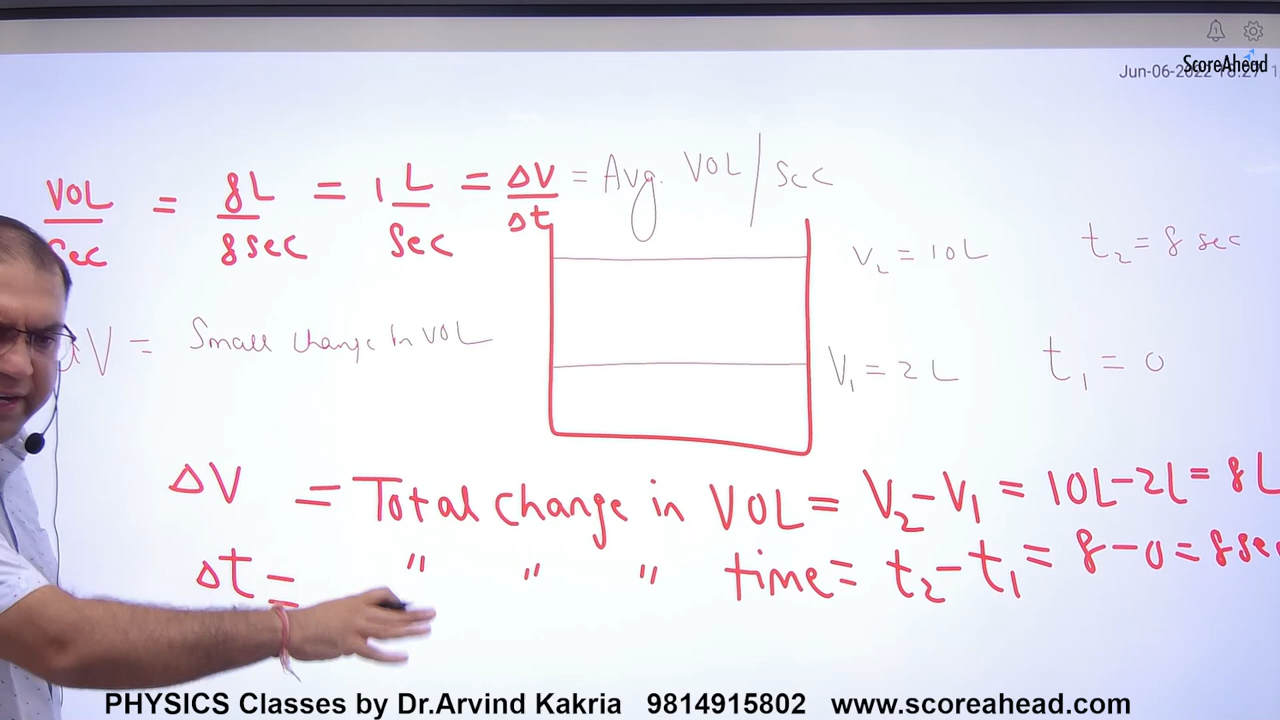 ScoreAhead
Jun-06-2022
VOL = 8L = 1 L = ΔV = Avg. VOL / Sec
Sec 8sec Sec Δt
V₂ = 10L t₂ = 8 sec
V = Small change in VOL
V₁ = 2L t₁ = 0
ΔV = Total change in VOL = V₂-V₁ = 10L-2L = 8L
Δt = " " " time = t₂-t₁ = 8-0 = 8sec
PHYSICS Classes by Dr.Arvind Kakria 9814915802 www.scoreahead.com